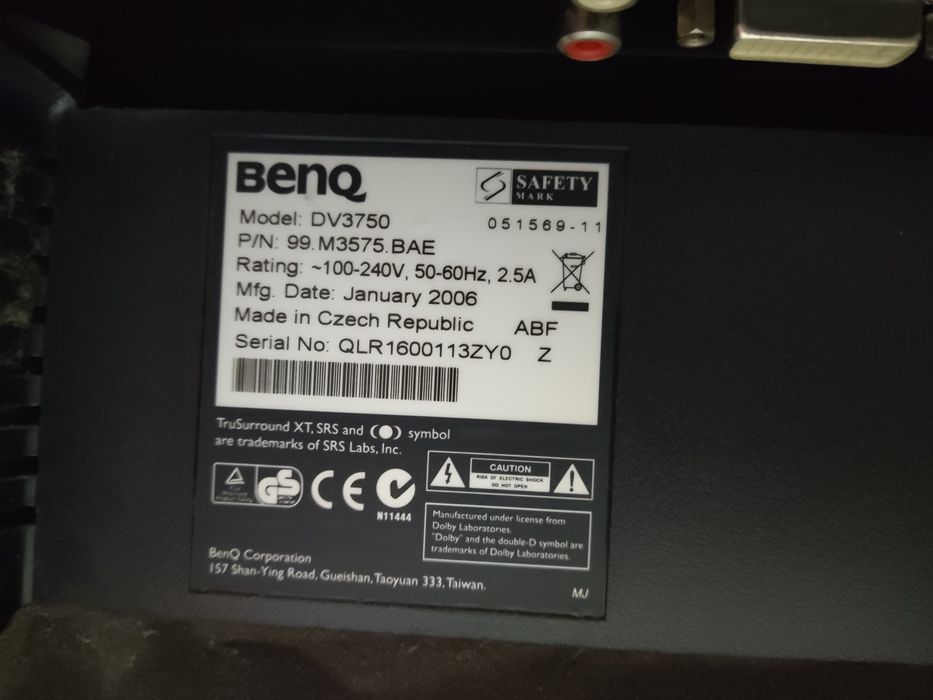 BenQ
SAFETY
MARK
Model: DV3750
051569-11
P/N: 99.M3575.BAE
Rating: ~100-240V, 50-60Hz, 2.5A
Mfg. Date: January 2006
Made in Czech Republic
ABF
Serial No: QLR1600113ZY0
Z
TruSurround XT, SRS and symbol
are trademarks of SRS Labs, Inc.
GS
CE
N11444
CAUTION
RISK OF ELECTRIC SHOCK
DO NOT OPEN
Manufactured under license from
Dolby Laboratories.
"Dolby" and the double-D symbol are
trademarks of Dolby Laboratories.
BenQ Corporation
157 Shan-Ying Road, Gueishan, Taoyuan 333, Taiwan.
MJ